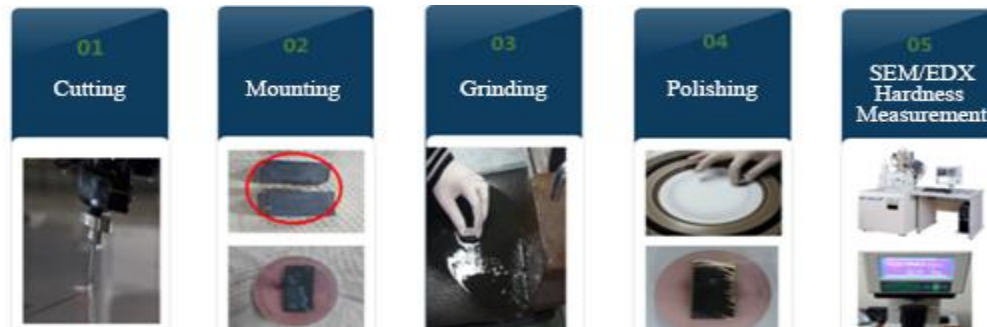 01
Cutting
02
Mounting
03
Grinding
04
Polishing
05
SEM/EDX
Hardness
Measurement